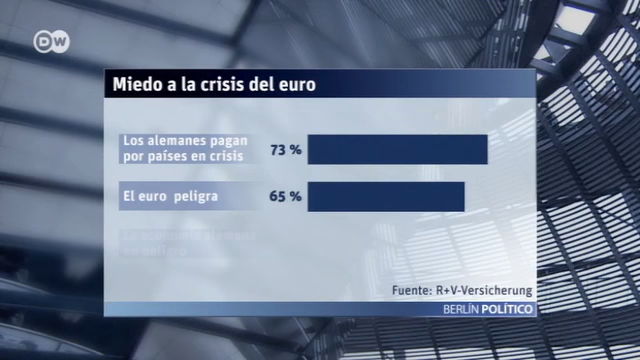 DW
Miedo a la crisis del euro
Los alemanes pagan
por países en crisis
73 %
El euro peligra
65 %
Fuente: R+V-Versicherung
BERLÍN POLÍTICO